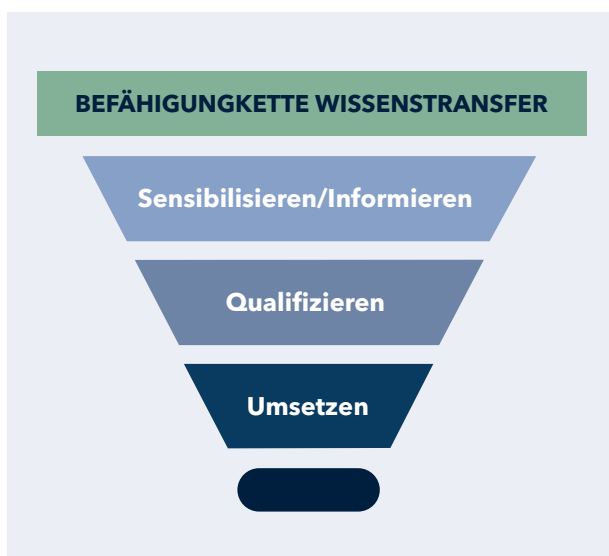 BEFÄHIGUNGKETTE WISSENSTRANSFER
Sensibilisieren/Informieren
Qualifizieren
Umsetzen